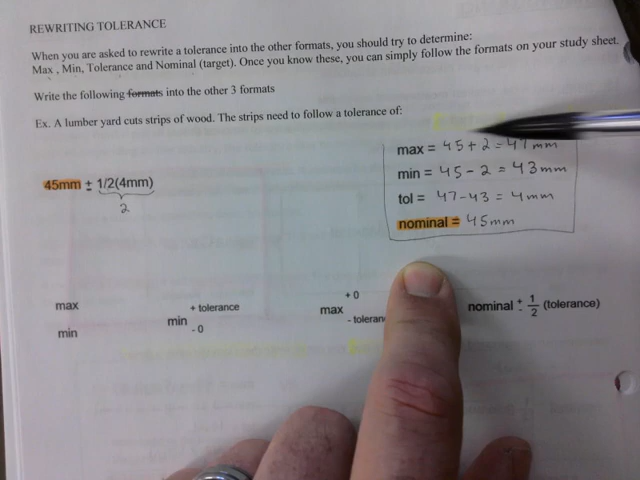 REWRITING TOLERANCE
When you are asked to rewrite a tolerance into the other formats, you should try to determine:
Max , Min, Tolerance and Nominal (target). Once you know these, you can simply follow the formats on your study sheet.
Write the following formats into the other 3 formats
Ex. A lumber yard cuts strips of wood. The strips need to follow a tolerance of:
45mm ± 1/2(4mm)
2
max = 45+2 = 47mm
min = 45-2 = 43mm
tol = 47-43 = 4mm
nominal = 45mm
max
min
+ tolerance
min
- 0
+ 0
max
nominal ± 1/2 (tolerance)